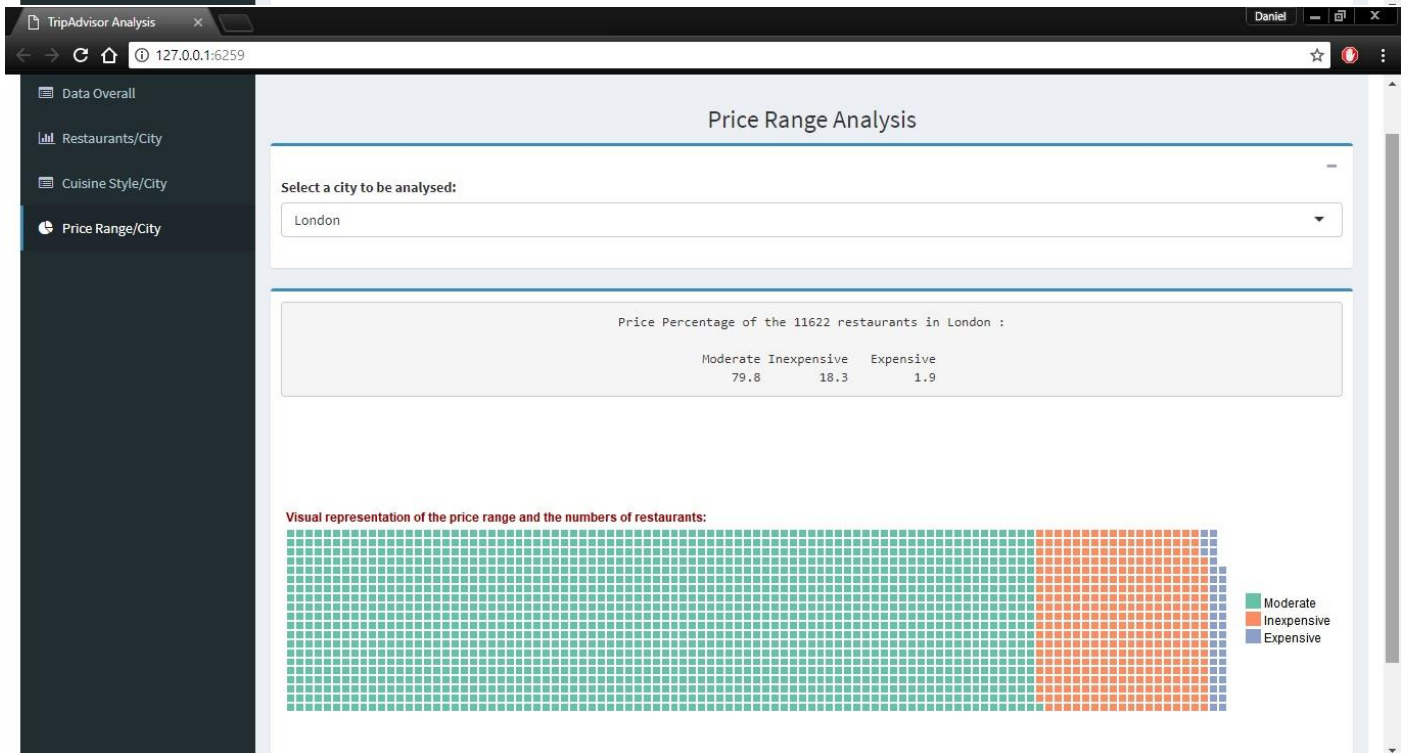 TripAdvisor Analysis
Daniel
127.0.0.1:6259
Data Overall
Restaurants/City
Cuisine Style/City
Price Range/City
Price Range Analysis
Select a city to be analysed:
London
Price Percentage of the 11622 restaurants in London :
Moderate Inexpensive Expensive
79.8 18.3 1.9
Visual representation of the price range and the numbers of restaurants:
Moderate
Inexpensive
Expensive